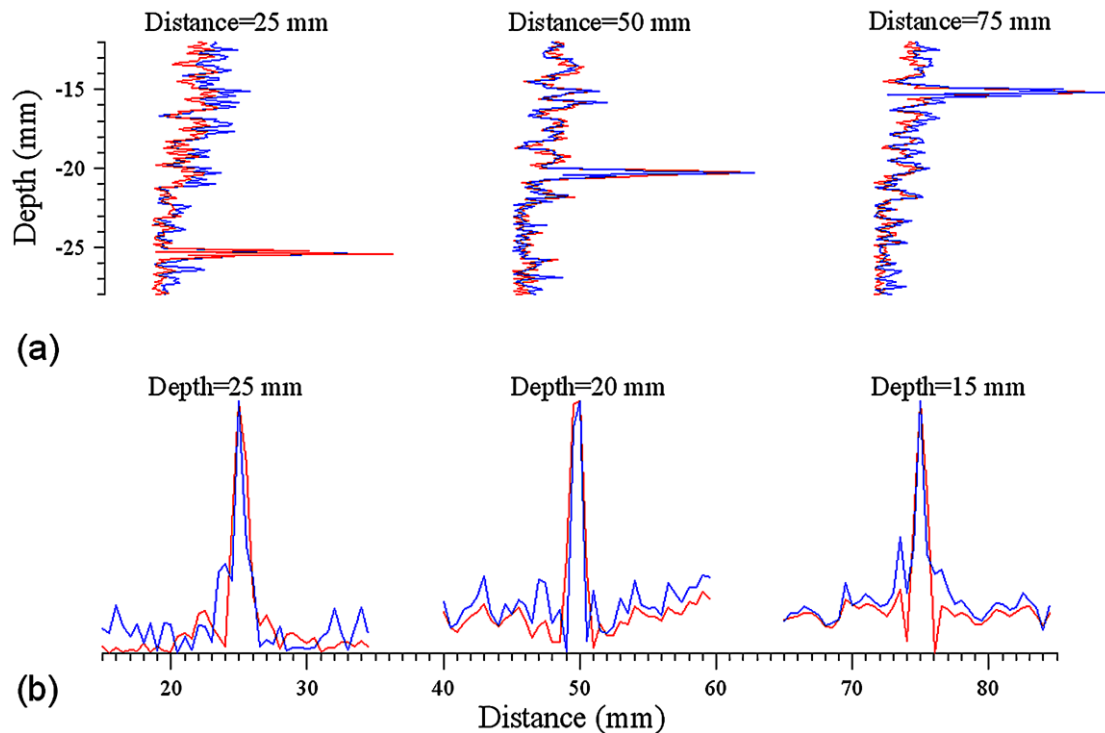 Distance=25 mm Distance=50 mm Distance=75 mm
Depth (mm)
-15
-20
-25
(a)
Depth=25 mm Depth=20 mm Depth=15 mm
(b)
20 30 40 50 60 70 80
Distance (mm)